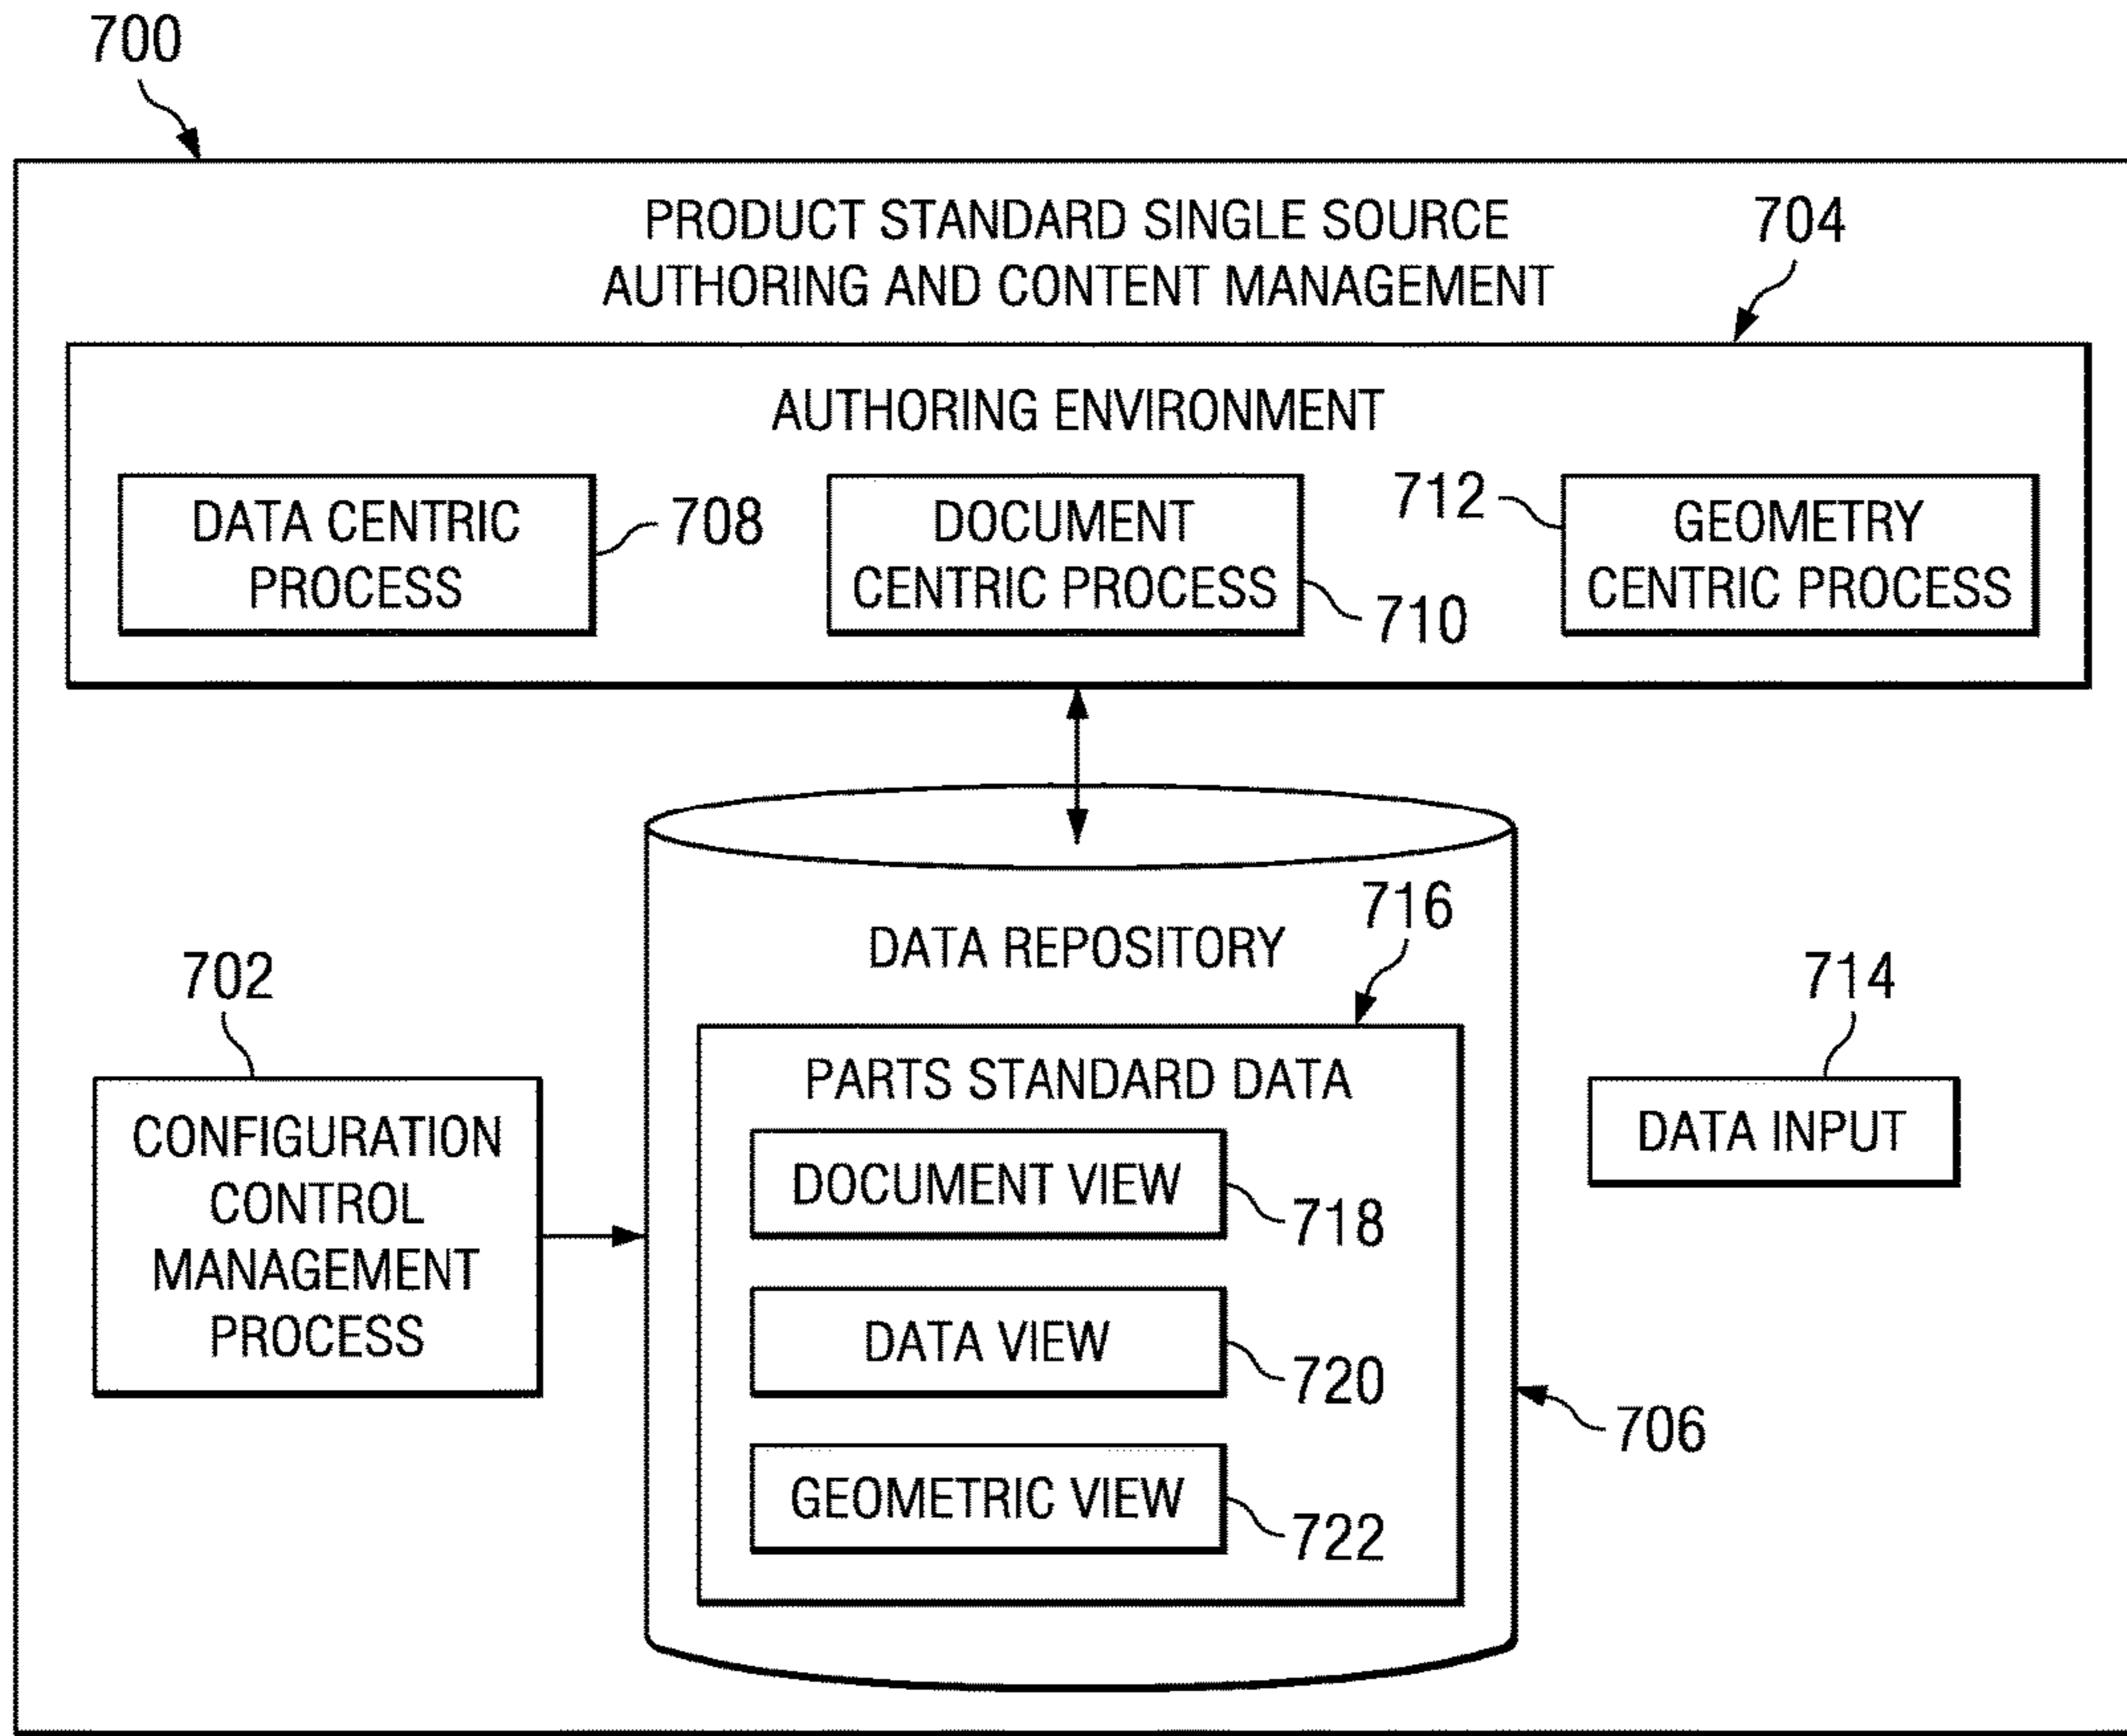 700
PRODUCT STANDARD SINGLE SOURCE
AUTHORING AND CONTENT MANAGEMENT
704
AUTHORING ENVIRONMENT
DATA CENTRIC
PROCESS
708
DOCUMENT
CENTRIC PROCESS
710
712
GEOMETRY
CENTRIC PROCESS
DATA REPOSITORY
716
702
CONFIGURATION
CONTROL
MANAGEMENT
PROCESS
PARTS STANDARD DATA
DOCUMENT VIEW
718
DATA VIEW
720
GEOMETRIC VIEW
722
714
DATA INPUT
706